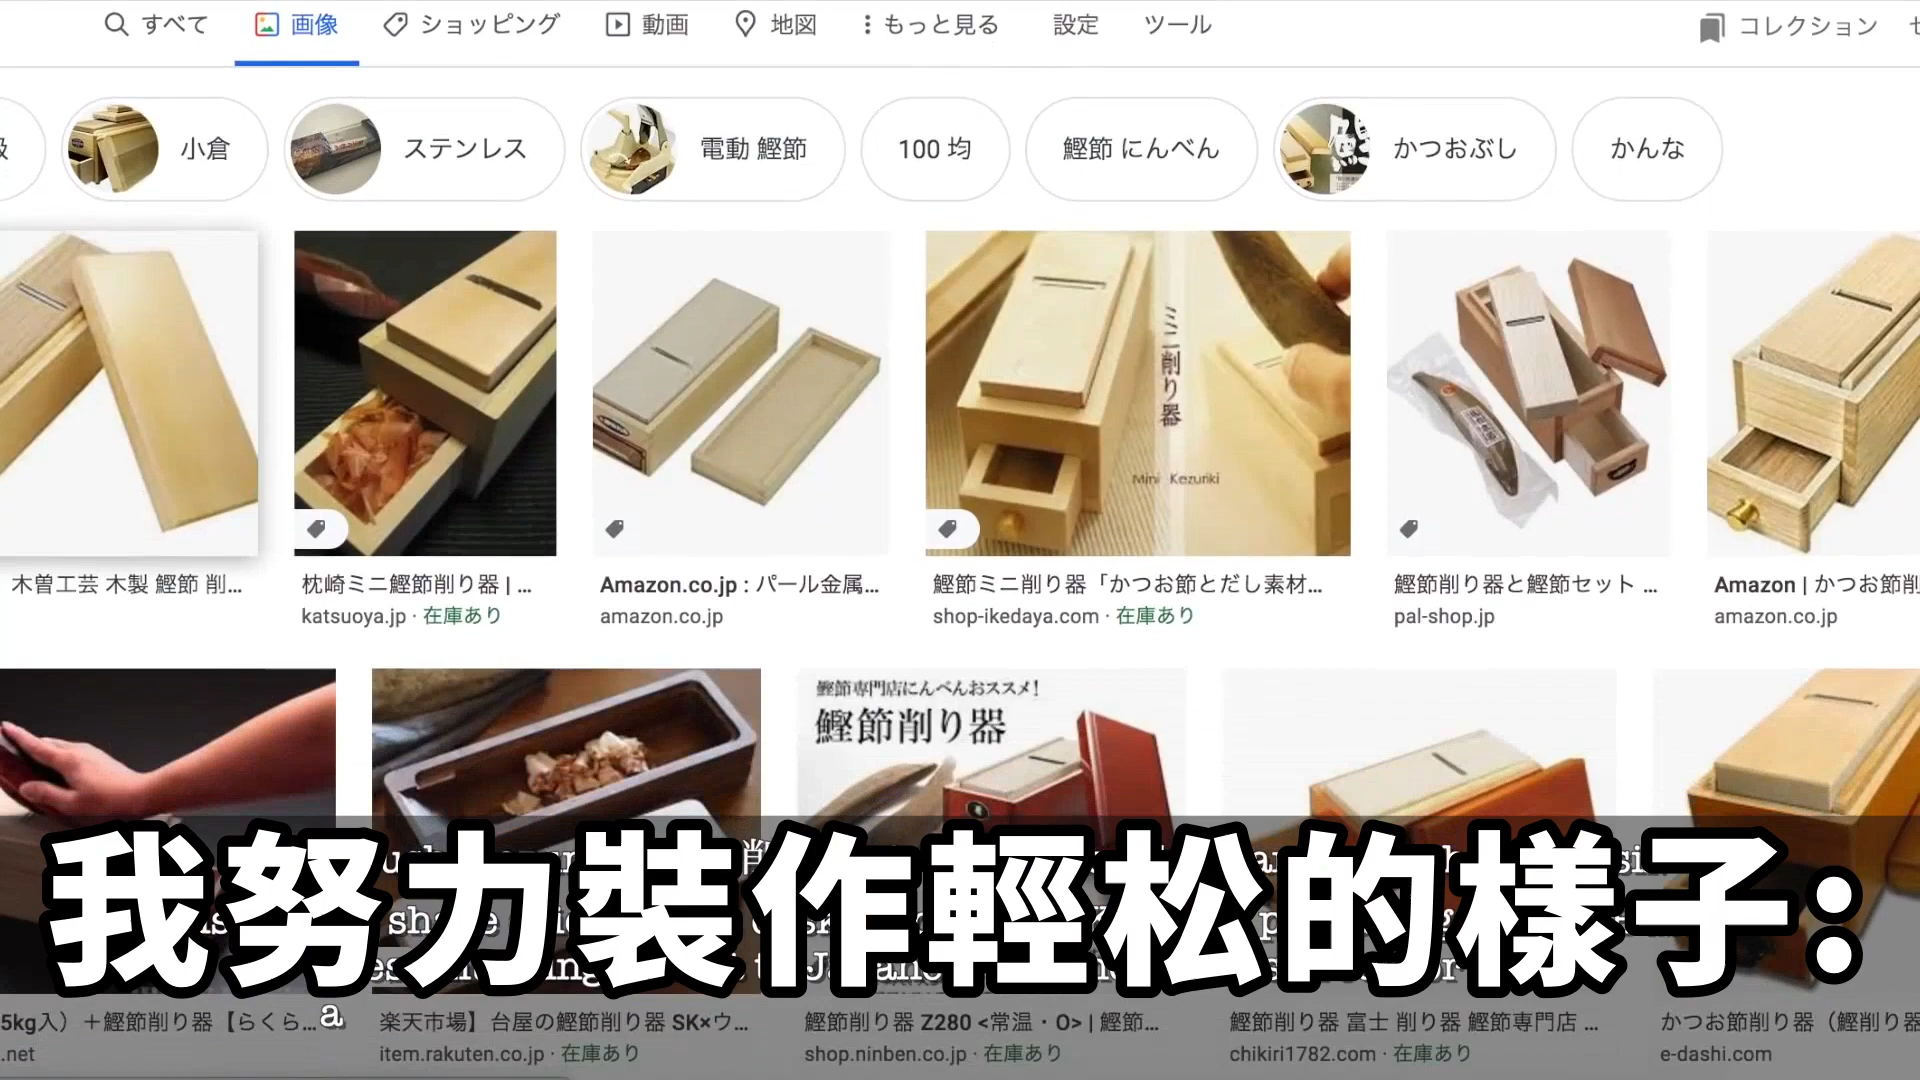 すべて 画像 ショッピング 動画 地図 もっと見る 設定 ツール コレクション
小倉 ステンレス 電動 鰹節 100 均 鰹節 にんべん かつおぶし かんな
ミニ削り器
Mini Kezuriki
木曽工芸 木製 鰹節 削...
枕崎ミニ鰹節削り器 | ...
katsuoya.jp · 在庫あり
Amazon.co.jp : パール金属...
amazon.co.jp
鰹節ミニ削り器「かつお節とだし素材...
shop-ikedaya.com · 在庫あり
鰹節削り器と鰹節セット ...
pal-shop.jp
Amazon | かつお節削
amazon.co.jp
鰹節専門店にんべんおススメ!
鰹節削り器
我努力裝作輕松的樣子:
5kg入）＋鰹節削り器【らくら...
.net
a
楽天市場】台屋の鰹節削り器 SK×ウ...
item.rakuten.co.jp · 在庫あり
鰹節削り器 Z280 <常温・O> | 鰹節...
shop.ninben.co.jp · 在庫あり
鰹節削り器 富士 削り器 鰹節専門店 ...
chikiri1782.com · 在庫あり
かつお節削り器（鰹削り器
e-dashi.com